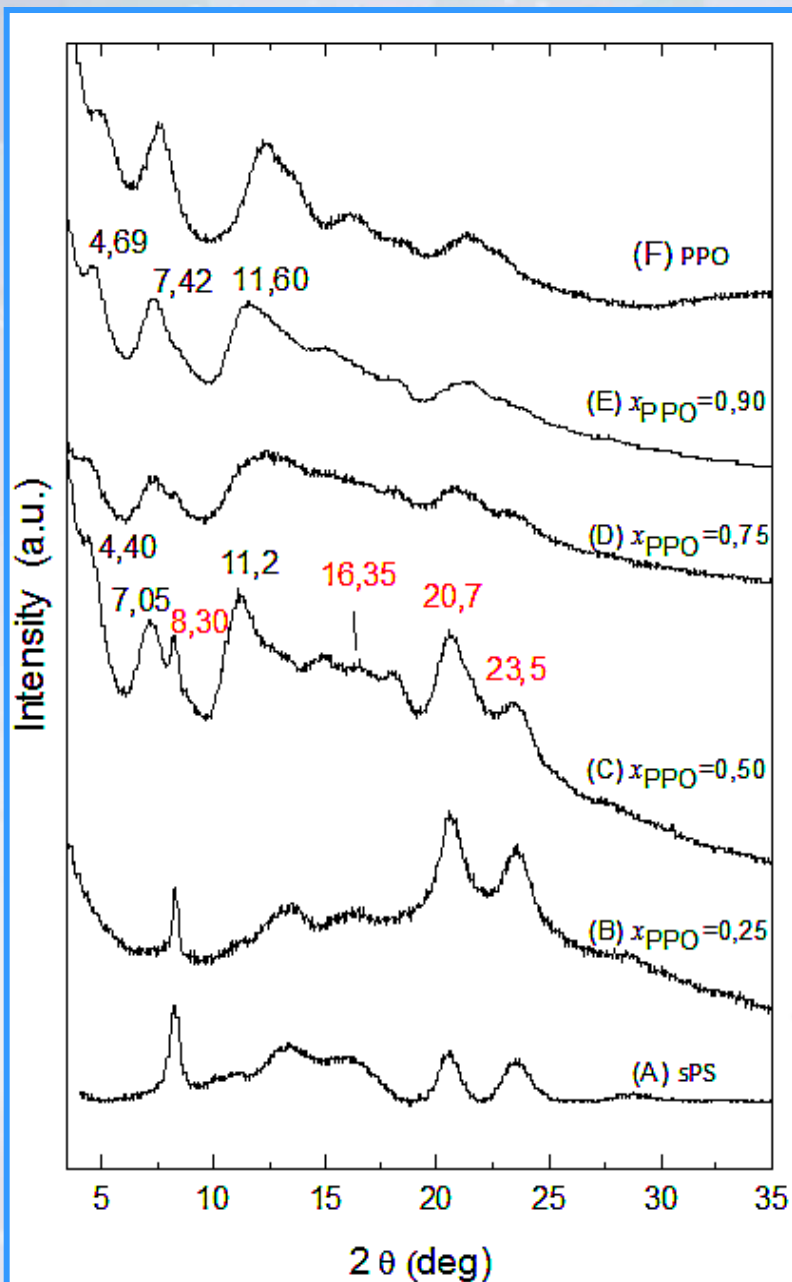 (F) PPO
4,69
7,42
11,60
(E) xPPO=0,90
(D) xPPO=0,75
4,40
7,05
8,30
11,2
16,35
20,7
23,5
(C) xPPO=0,50
(B) xPPO=0,25
(A) sPS
Intensity (a.u.)
5 10 15 20 25 30 35
2 θ (deg)